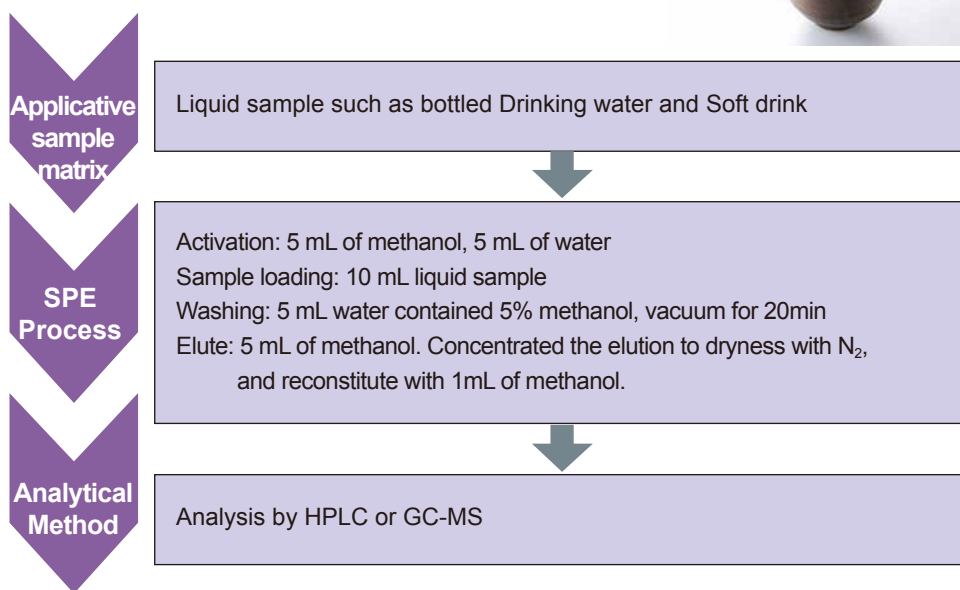 Applicative
sample
matrix
Liquid sample such as bottled Drinking water and Soft drink
SPE
Process
Activation: 5 mL of methanol, 5 mL of water
Sample loading: 10 mL liquid sample
Washing: 5 mL water contained 5% methanol, vacuum for 20min
Elute: 5 mL of methanol. Concentrated the elution to dryness with N₂,
and reconstitute with 1mL of methanol.
Analytical
Method
Analysis by HPLC or GC-MS